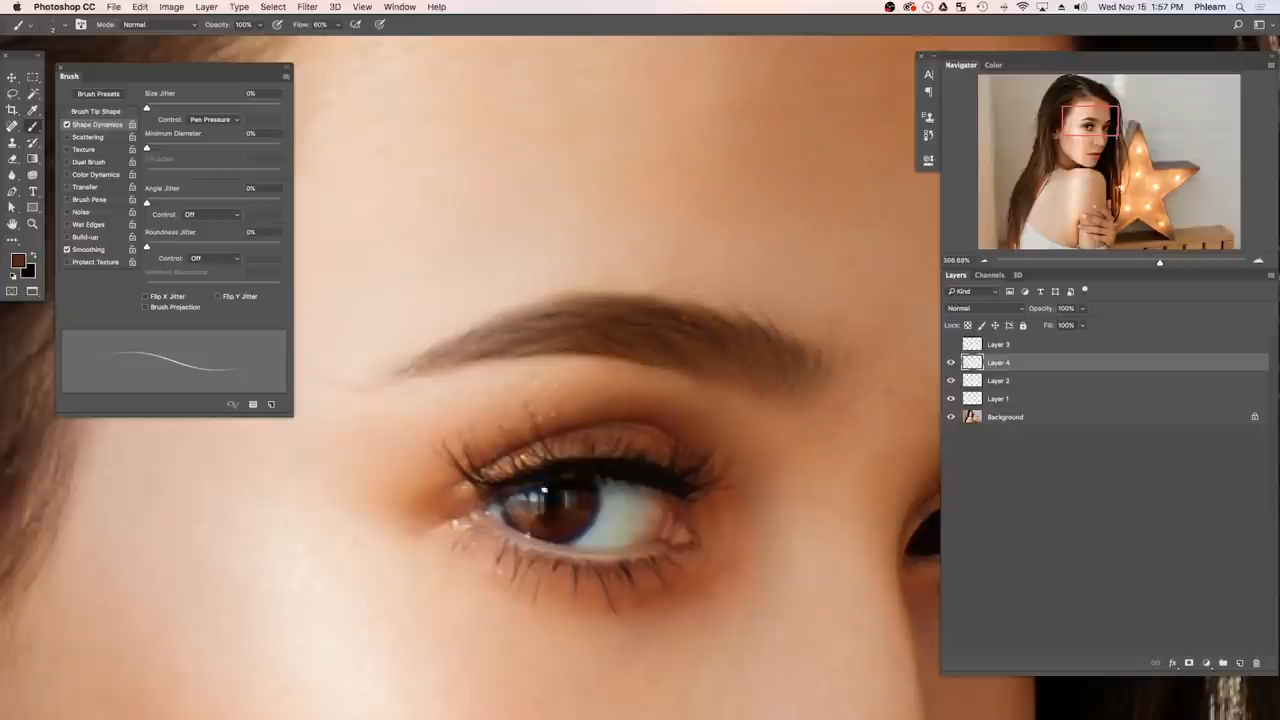 Photoshop CC File Edit Image Layer Type Select Filter 3D View Window Help Wed Nov 15 1:57 PM Phlearn
2 Mode: Normal Opacity: 100% Flow: 60%
Brush
Brush Presets
Brush Tip Shape
Shape Dynamics
Scattering
Texture
Dual Brush
Color Dynamics
Transfer
Brush Pose
Noise
Wet Edges
Build-up
Smoothing
Protect Texture
Size Jitter 0%
Control: Pen Pressure
Minimum Diameter 0%
Angle Jitter 0%
Control: Off
Roundness Jitter 0%
Control: Off
Flip X Jitter Flip Y Jitter
Brush Projection
Navigator Color
306.68%
Layers Channels 3D
Kind
Normal Opacity: 100%
Lock: Fill: 100%
Layer 3
Layer 4
Layer 2
Layer 1
Background
fx